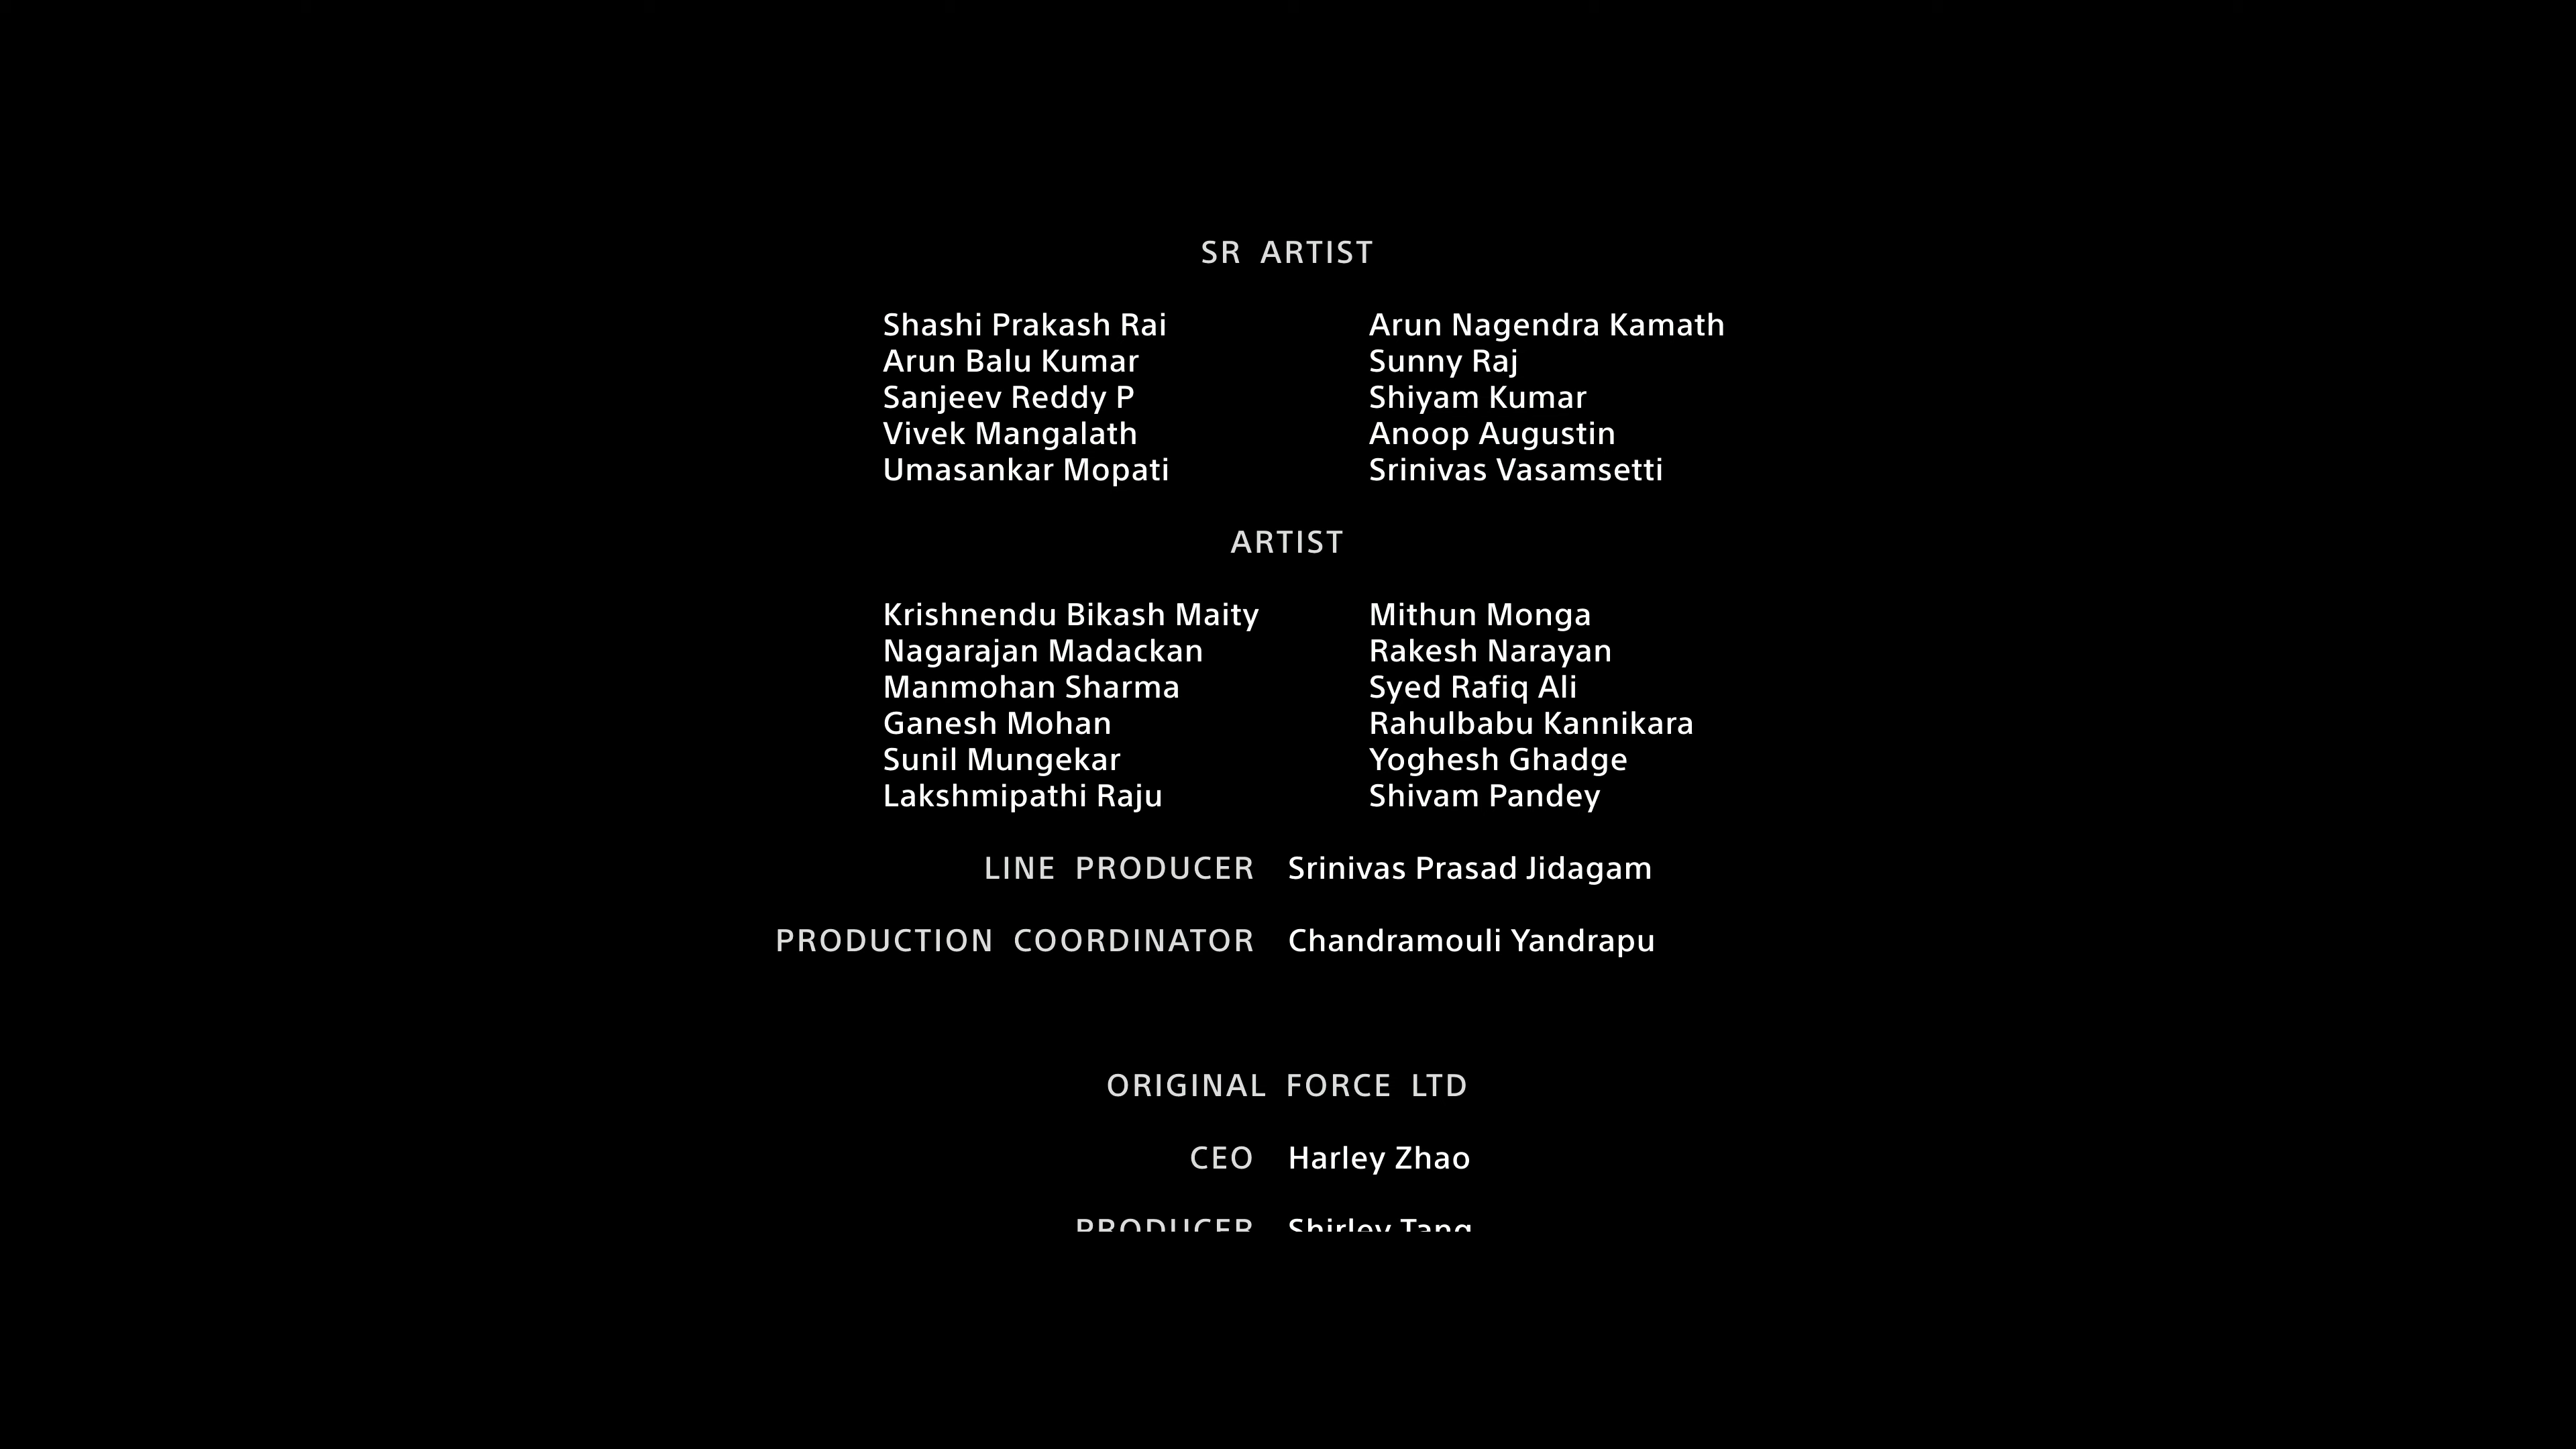 SR ARTIST
Shashi Prakash Rai Arun Nagendra Kamath
Arun Balu Kumar Sunny Raj
Sanjeev Reddy P Shiyam Kumar
Vivek Mangalath Anoop Augustin
Umasankar Mopati Srinivas Vasamsetti
ARTIST
Krishnendu Bikash Maity Mithun Monga
Nagarajan Madackan Rakesh Narayan
Manmohan Sharma Syed Rafiq Ali
Ganesh Mohan Rahulbabu Kannikara
Sunil Mungekar Yoghesh Ghadge
Lakshmipathi Raju Shivam Pandey
LINE PRODUCER Srinivas Prasad Jidagam
PRODUCTION COORDINATOR Chandramouli Yandrapu
ORIGINAL FORCE LTD
CEO Harley Zhao
PRODUCER Shirley Tang